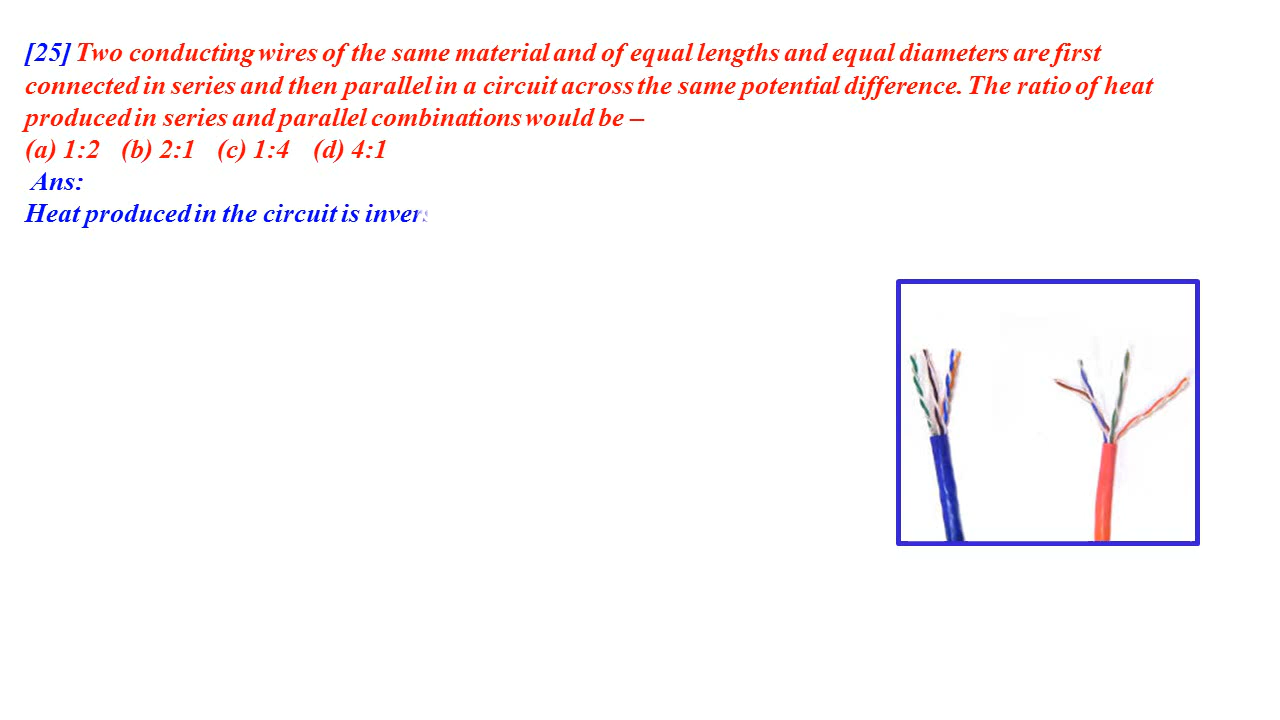 [25] Two conducting wires of the same material and of equal lengths and equal diameters are first
connected in series and then parallel in a circuit across the same potential difference. The ratio of heat
produced in series and parallel combinations would be –
(a) 1:2 (b) 2:1 (c) 1:4 (d) 4:1
Ans:
Heat produced in the circuit is invers